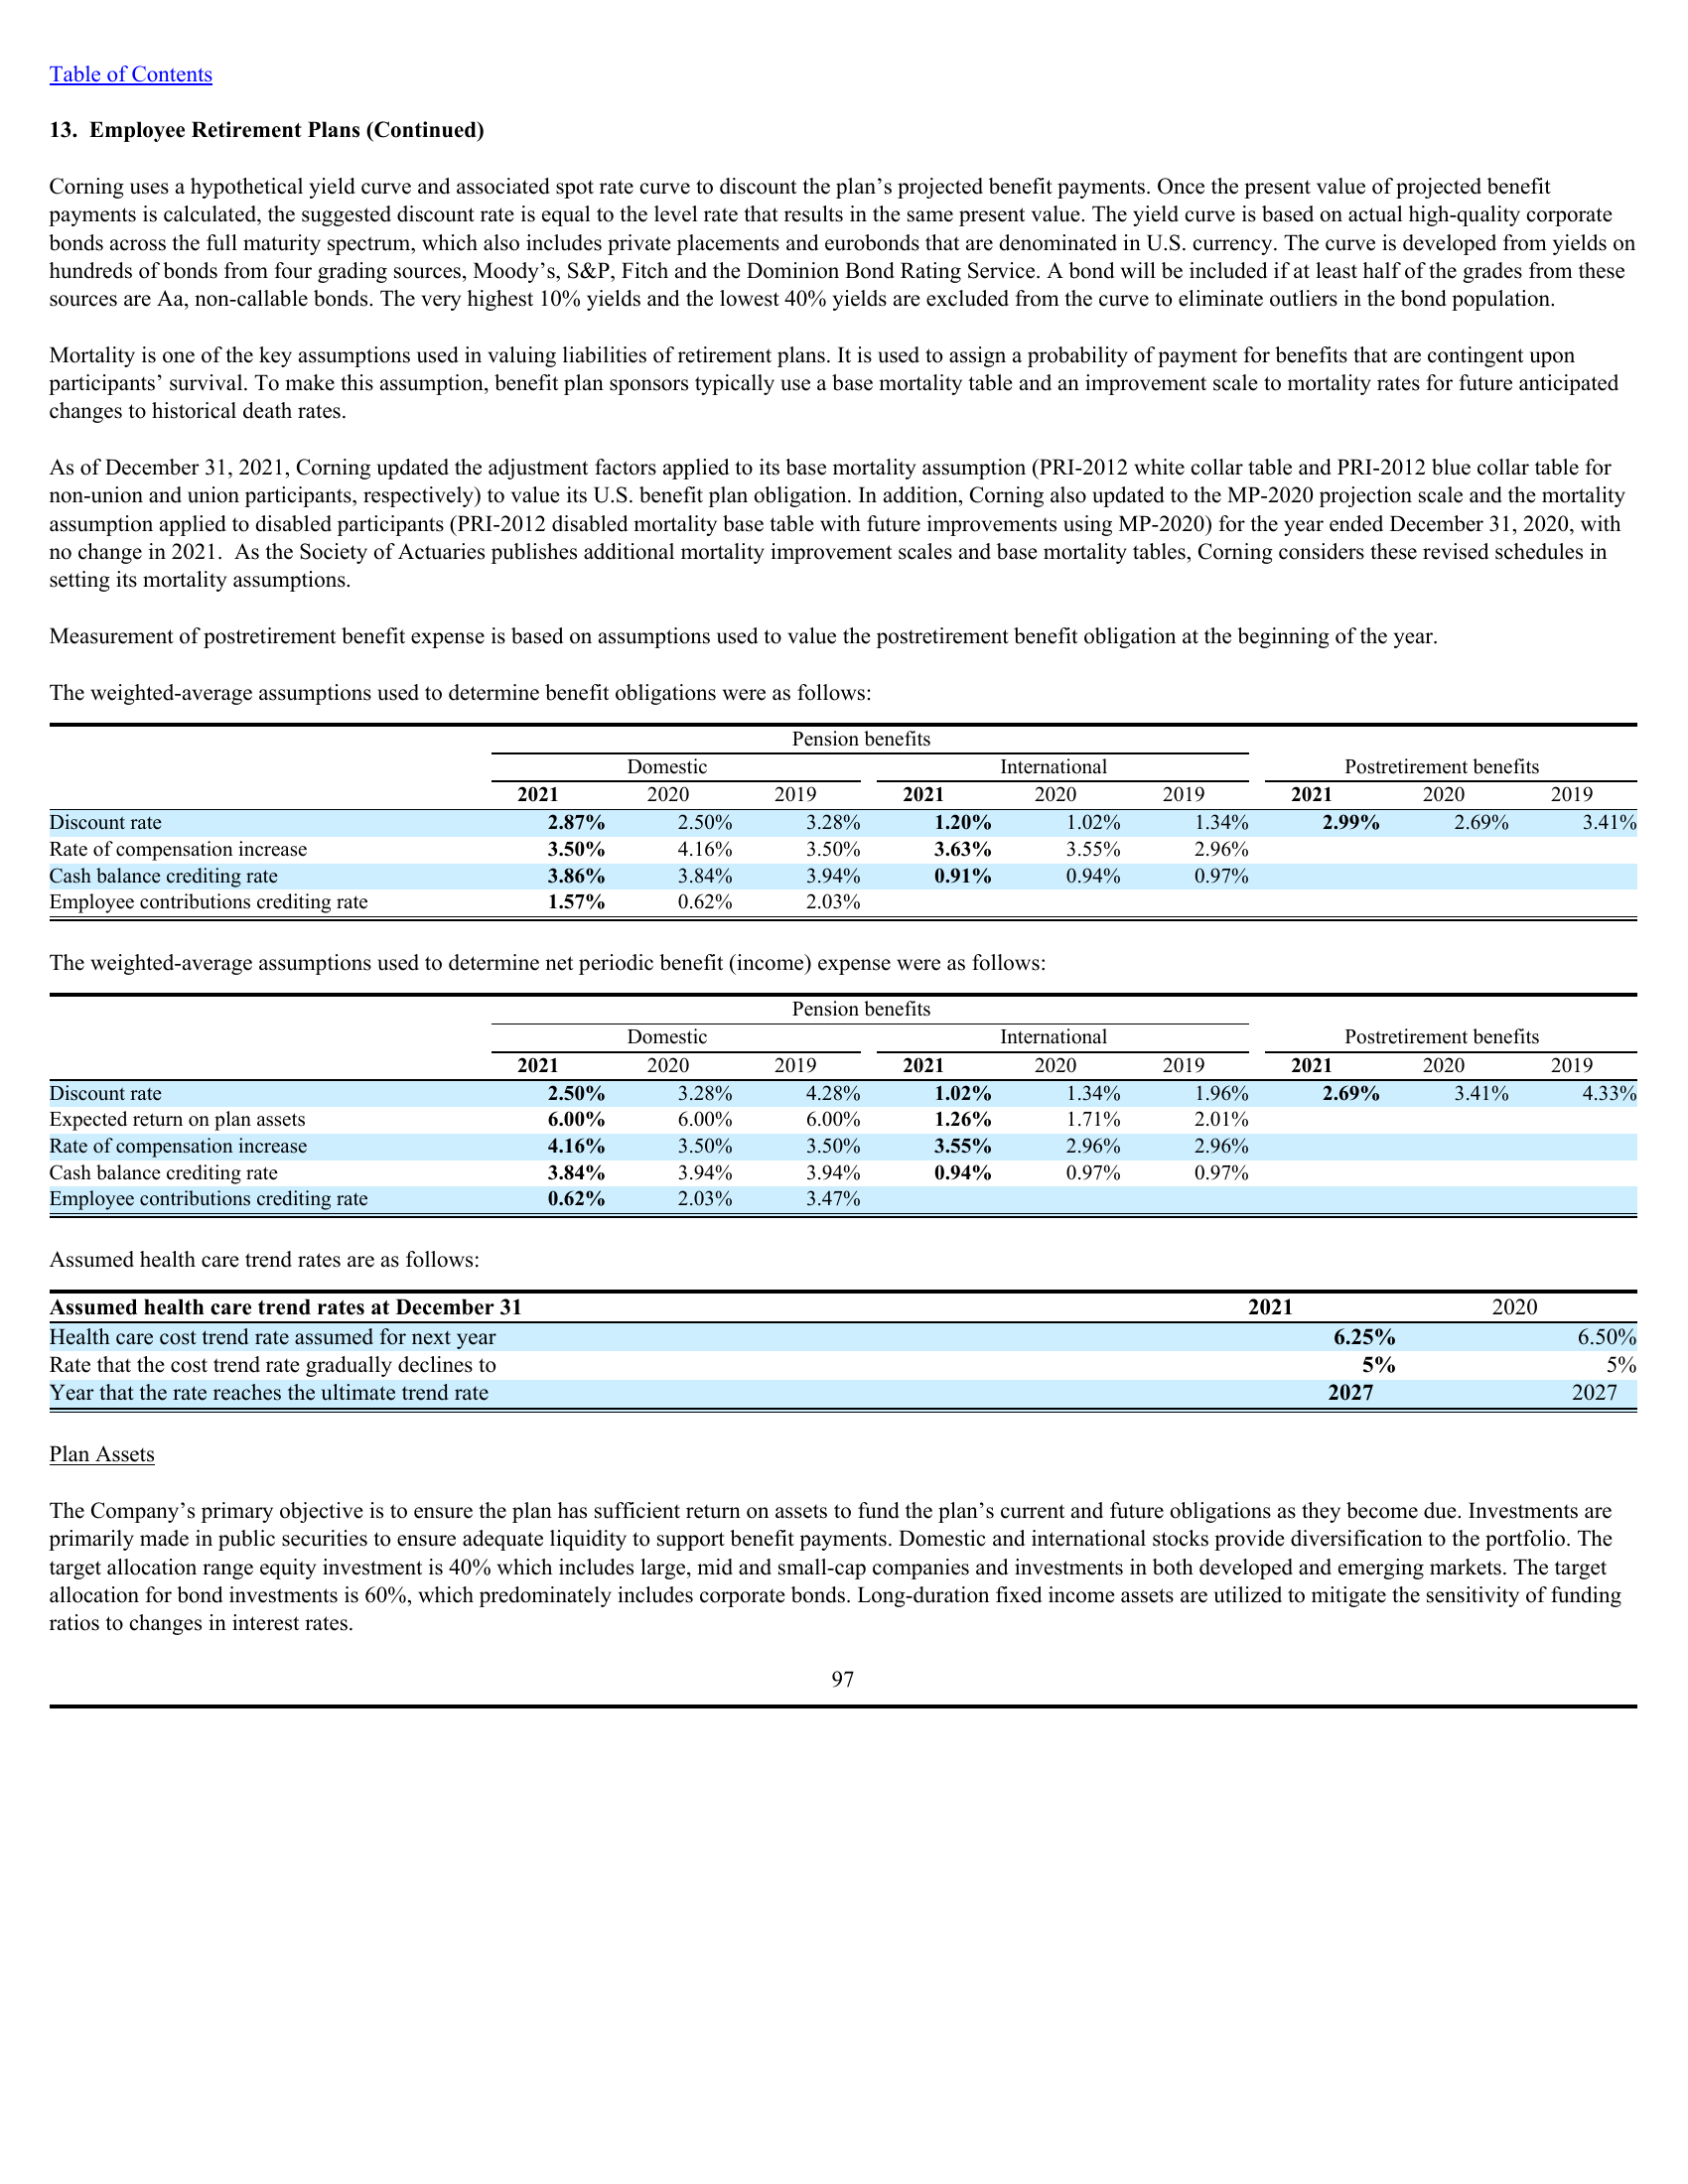 Table of Contents
13. Employee Retirement Plans (Continued)
Corning uses a hypothetical yield curve and associated spot rate curve to discount the plan’s projected benefit payments. Once the present value of projected benefit
payments is calculated, the suggested discount rate is equal to the level rate that results in the same present value. The yield curve is based on actual high-quality corporate
bonds across the full maturity spectrum, which also includes private placements and eurobonds that are denominated in U.S. currency. The curve is developed from yields on
hundreds of bonds from four grading sources, Moody’s, S&P, Fitch and the Dominion Bond Rating Service. A bond will be included if at least half of the grades from these
sources are Aa, non-callable bonds. The very highest 10% yields and the lowest 40% yields are excluded from the curve to eliminate outliers in the bond population.
Mortality is one of the key assumptions used in valuing liabilities of retirement plans. It is used to assign a probability of payment for benefits that are contingent upon
participants’ survival. To make this assumption, benefit plan sponsors typically use a base mortality table and an improvement scale to mortality rates for future anticipated
changes to historical death rates.
As of December 31, 2021, Corning updated the adjustment factors applied to its base mortality assumption (PRI-2012 white collar table and PRI-2012 blue collar table for
non-union and union participants, respectively) to value its U.S. benefit plan obligation. In addition, Corning also updated to the MP-2020 projection scale and the mortality
assumption applied to disabled participants (PRI-2012 disabled mortality base table with future improvements using MP-2020) for the year ended December 31, 2020, with
no change in 2021. As the Society of Actuaries publishes additional mortality improvement scales and base mortality tables, Corning considers these revised schedules in
setting its mortality assumptions.
Measurement of postretirement benefit expense is based on assumptions used to value the postretirement benefit obligation at the beginning of the year.
The weighted-average assumptions used to determine benefit obligations were as follows:
Pension benefits
Domestic International Postretirement benefits
2021 2020 2019 2021 2020 2019 2021 2020 2019
Discount rate 2.87% 2.50% 3.28% 1.20% 1.02% 1.34% 2.99% 2.69% 3.41%
Rate of compensation increase 3.50% 4.16% 3.50% 3.63% 3.55% 2.96%
Cash balance crediting rate 3.86% 3.84% 3.94% 0.91% 0.94% 0.97%
Employee contributions crediting rate 1.57% 0.62% 2.03%
The weighted-average assumptions used to determine net periodic benefit (income) expense were as follows:
Pension benefits
Domestic International Postretirement benefits
2021 2020 2019 2021 2020 2019 2021 2020 2019
Discount rate 2.50% 3.28% 4.28% 1.02% 1.34% 1.96% 2.69% 3.41% 4.33%
Expected return on plan assets 6.00% 6.00% 6.00% 1.26% 1.71% 2.01%
Rate of compensation increase 4.16% 3.50% 3.50% 3.55% 2.96% 2.96%
Cash balance crediting rate 3.84% 3.94% 3.94% 0.94% 0.97% 0.97%
Employee contributions crediting rate 0.62% 2.03% 3.47%
Assumed health care trend rates are as follows:
Assumed health care trend rates at December 31 2021 2020
Health care cost trend rate assumed for next year 6.25% 6.50%
Rate that the cost trend rate gradually declines to 5% 5%
Year that the rate reaches the ultimate trend rate 2027 2027
Plan Assets
The Company’s primary objective is to ensure the plan has sufficient return on assets to fund the plan’s current and future obligations as they become due. Investments are
primarily made in public securities to ensure adequate liquidity to support benefit payments. Domestic and international stocks provide diversification to the portfolio. The
target allocation range equity investment is 40% which includes large, mid and small-cap companies and investments in both developed and emerging markets. The target
allocation for bond investments is 60%, which predominately includes corporate bonds. Long-duration fixed income assets are utilized to mitigate the sensitivity of funding
ratios to changes in interest rates.
97